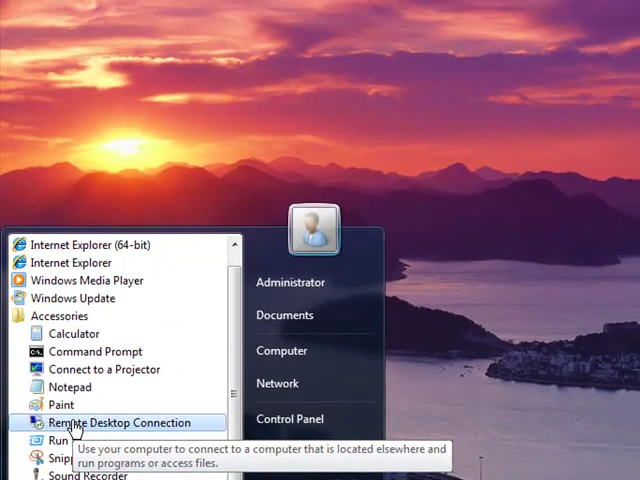 Internet Explorer (64-bit)
Internet Explorer
Windows Media Player
Windows Update
Accessories
Calculator
Command Prompt
Connect to a Projector
Notepad
Paint
Remote Desktop Connection
Run
Use your computer to connect to a computer that is located elsewhere and
run programs or access files.
Sound Recorder
Administrator
Documents
Computer
Network
Control Panel